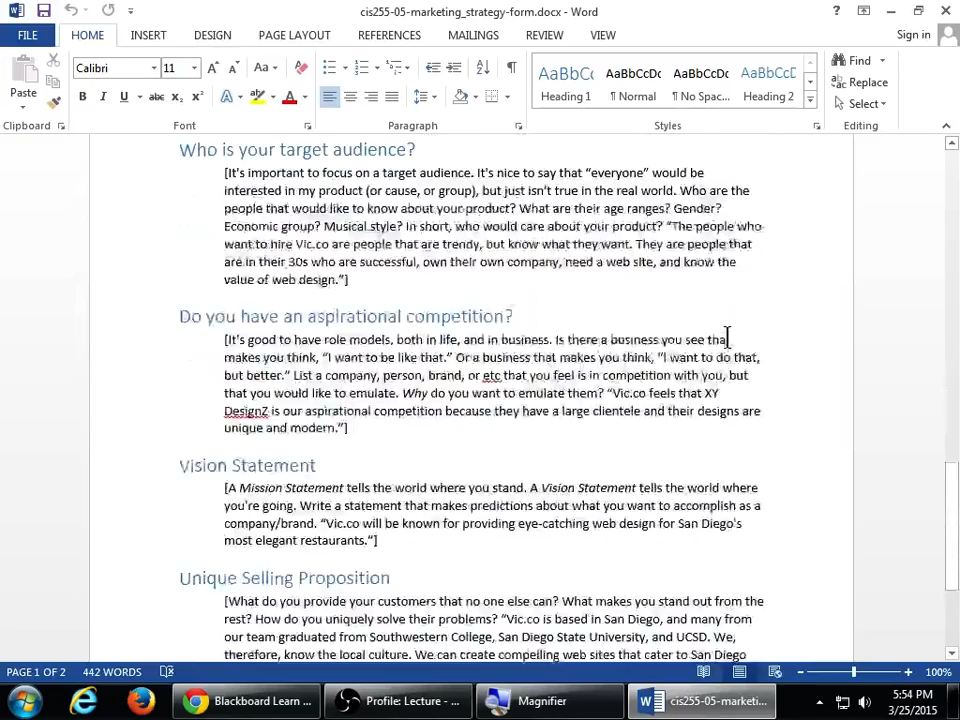 cis255-05-marketing_strategy-form.docx - Word
FILE HOME INSERT DESIGN PAGE LAYOUT REFERENCES MAILINGS REVIEW VIEW Sign in
Paste
Calibri 11
Find
Replace
Select
AaBbCc AaBbCcDc AaBbCcDc AaBbCcD
Heading 1 ¶ Normal ¶ No Spac... Heading 2
Clipboard Font Paragraph Styles Editing
Who is your target audience?
[It's important to focus on a target audience. It's nice to say that “everyone” would be
interested in my product (or cause, or group), but just isn't true in the real world. Who are the
people that would like to know about your product? What are their age ranges? Gender?
Economic group? Musical style? In short, who would care about your product? “The people who
want to hire Vic.co are people that are trendy, but know what they want. They are people that
are in their 30s who are successful, own their own company, need a web site, and know the
value of web design.”]
Do you have an aspirational competition?
[It's good to have role models, both in life, and in business. Is there a business you see tha
makes you think, “I want to be like that.” Or a business that makes you think, “I want to do that,
but better.” List a company, person, brand, or etc that you feel is in competition with you, but
that you would like to emulate. Why do you want to emulate them? “Vic.co feels that XY
DesignZ is our aspirational competition because they have a large clientele and their designs are
unique and modern.”]
Vision Statement
[A Mission Statement tells the world where you stand. A Vision Statement tells the world where
you're going. Write a statement that makes predictions about what you want to accomplish as a
company/brand. “Vic.co will be known for providing eye-catching web design for San Diego's
most elegant restaurants.”]
Unique Selling Proposition
[What do you provide your customers that no one else can? What makes you stand out from the
rest? How do you uniquely solve their problems? “Vic.co is based in San Diego, and many from
our team graduated from Southwestern College, San Diego State University, and UCSD. We,
therefore, know the local culture. We can create compelling web sites that cater to San Diego
PAGE 1 OF 2 442 WORDS 100%
Blackboard Learn ... Profile: Lecture - ... Magnifier cis255-05-marketi... 5:54 PM
3/25/2015